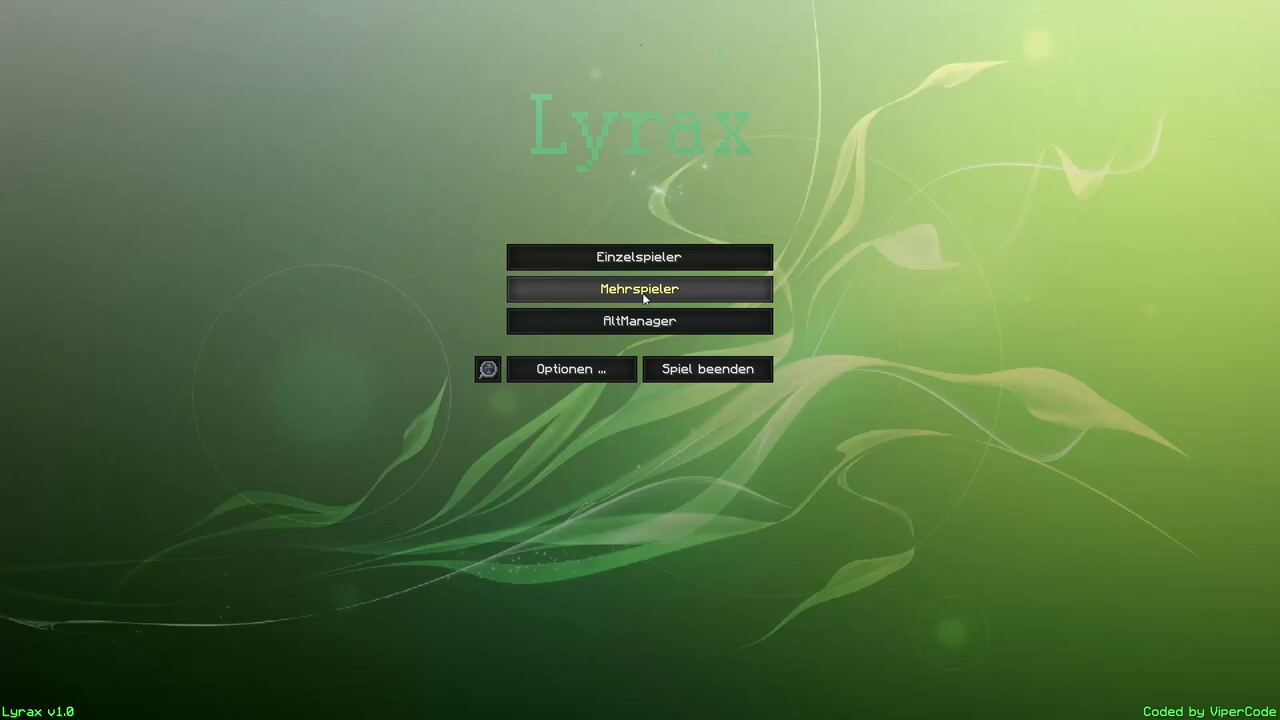 Lyrax
Einzelspieler
Mehrspieler
AltManager
Optionen ...
Spiel beenden
Lyrax v1.0
Coded by ViperCode